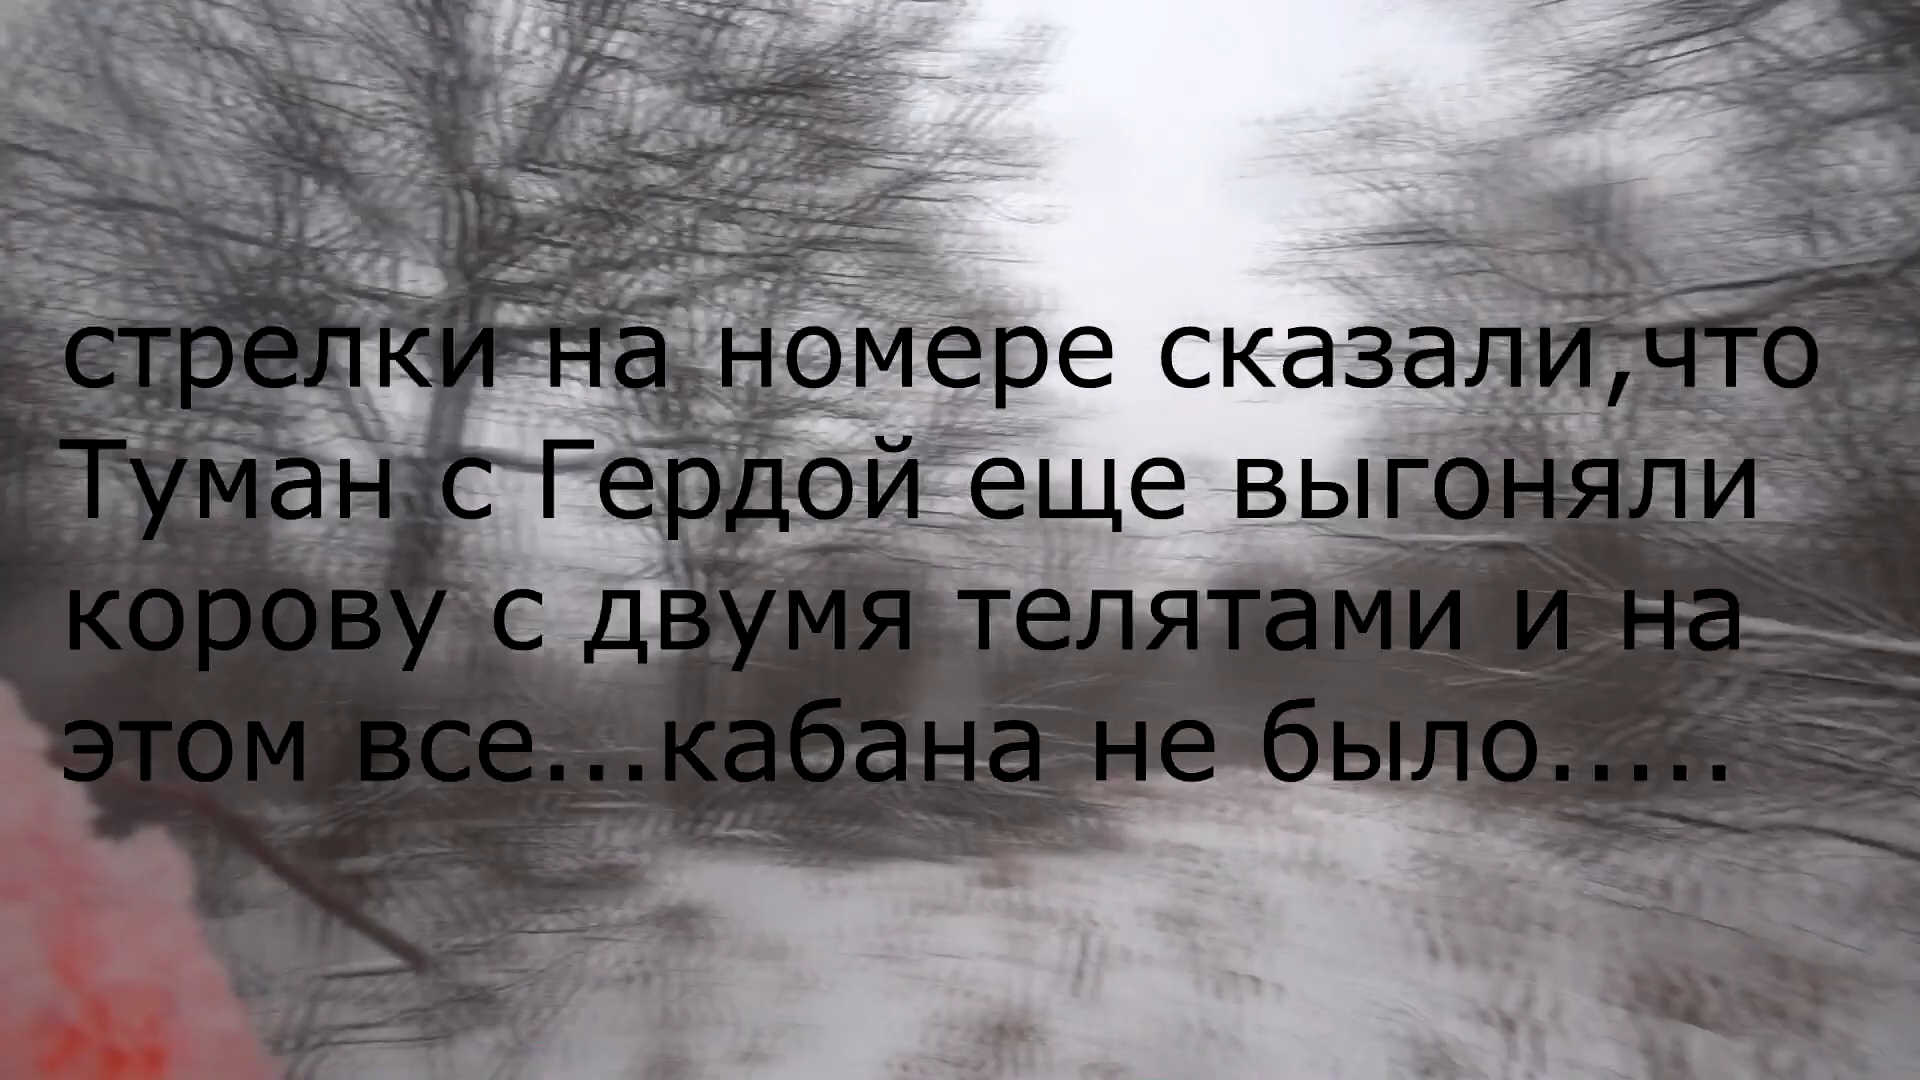 стрелки на номере сказали,что
Туман с Гердой еще выгоняли
корову с двумя телятами и на
этом все...кабана не было.....